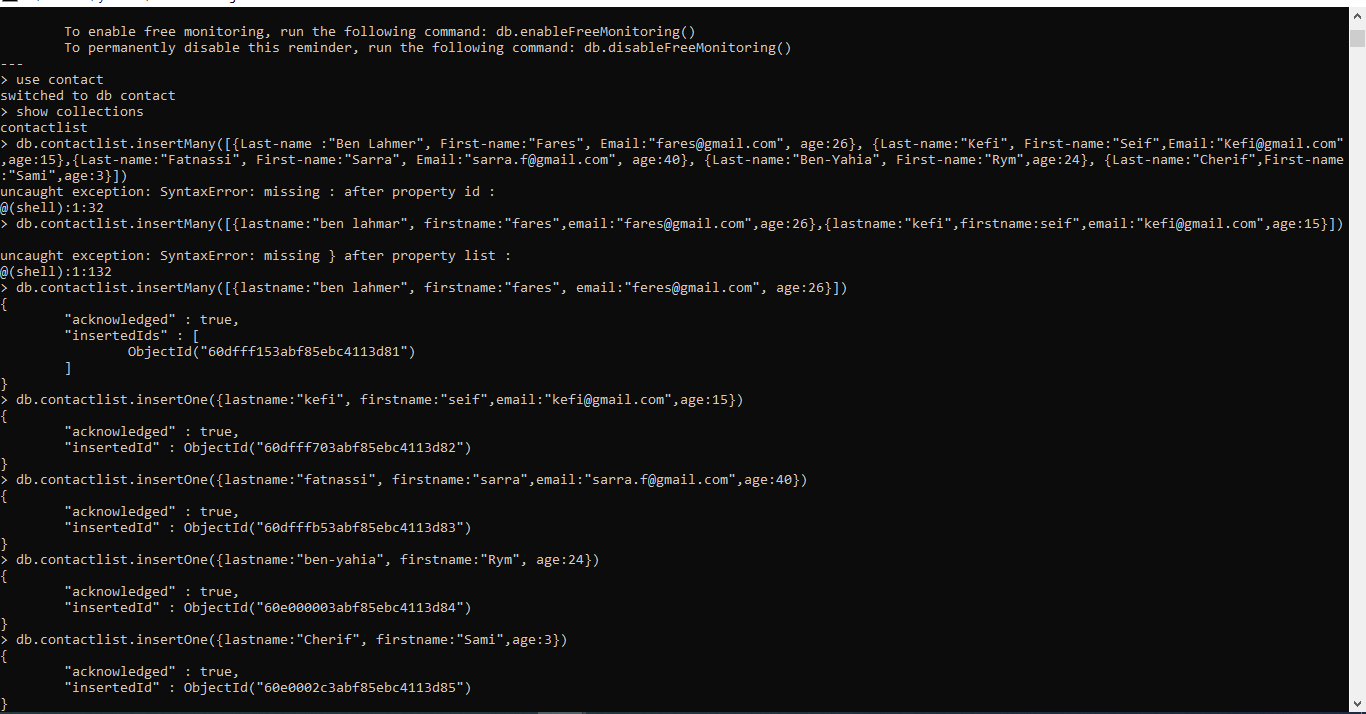 To enable free monitoring, run the following command: db.enableFreeMonitoring()
To permanently disable this reminder, run the following command: db.disableFreeMonitoring()
---
> use contact
switched to db contact
> show collections
contactlist
> db.contactlist.insertMany([{Last-name :"Ben Lahmer", First-name:"Fares", Email:"fares@gmail.com", age:26}, {Last-name:"Kefi", First-name:"Seif",Email:"Kefi@gmail.com"
,age:15},{Last-name:"Fatnassi", First-name:"Sarra", Email:"sarra.f@gmail.com", age:40}, {Last-name:"Ben-Yahia", First-name:"Rym",age:24}, {Last-name:"Cherif",First-name
:"Sami",age:3}])
uncaught exception: SyntaxError: missing : after property id :
@(shell):1:32
> db.contactlist.insertMany([{lastname:"ben lahmar", firstname:"fares",email:"fares@gmail.com",age:26},{lastname:"kefi",firstname:seif",email:"kefi@gmail.com",age:15}])
uncaught exception: SyntaxError: missing } after property list :
@(shell):1:132
> db.contactlist.insertMany([{lastname:"ben lahmer", firstname:"fares", email:"feres@gmail.com", age:26}])
{
"acknowledged" : true,
"insertedIds" : [
ObjectId("60dfff153abf85ebc4113d81")
]
}
> db.contactlist.insertOne({lastname:"kefi", firstname:"seif",email:"kefi@gmail.com",age:15})
{
"acknowledged" : true,
"insertedId" : ObjectId("60dfff703abf85ebc4113d82")
}
> db.contactlist.insertOne({lastname:"fatnassi", firstname:"sarra",email:"sarra.f@gmail.com",age:40})
{
"acknowledged" : true,
"insertedId" : ObjectId("60dfffb53abf85ebc4113d83")
}
> db.contactlist.insertOne({lastname:"ben-yahia", firstname:"Rym", age:24})
{
"acknowledged" : true,
"insertedId" : ObjectId("60e000003abf85ebc4113d84")
}
> db.contactlist.insertOne({lastname:"Cherif", firstname:"Sami",age:3})
{
"acknowledged" : true,
"insertedId" : ObjectId("60e0002c3abf85ebc4113d85")
}